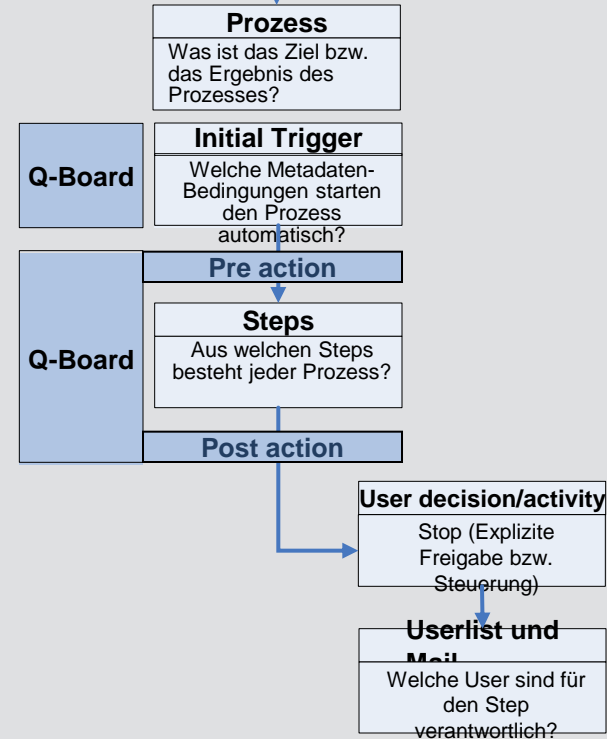 Prozess
Was ist das Ziel bzw.
das Ergebnis des
Prozesses?
Q-Board
Initial Trigger
Welche Metadaten-
Bedingungen starten
den Prozess
automatisch?
Pre action
Q-Board
Steps
Aus welchen Steps
besteht jeder Prozess?
Post action
User decision/activity
Stop (Explizite
Freigabe bzw.
Steuerung)
Userlist und
Mail
Welche User sind für
den Step
verantwortlich?